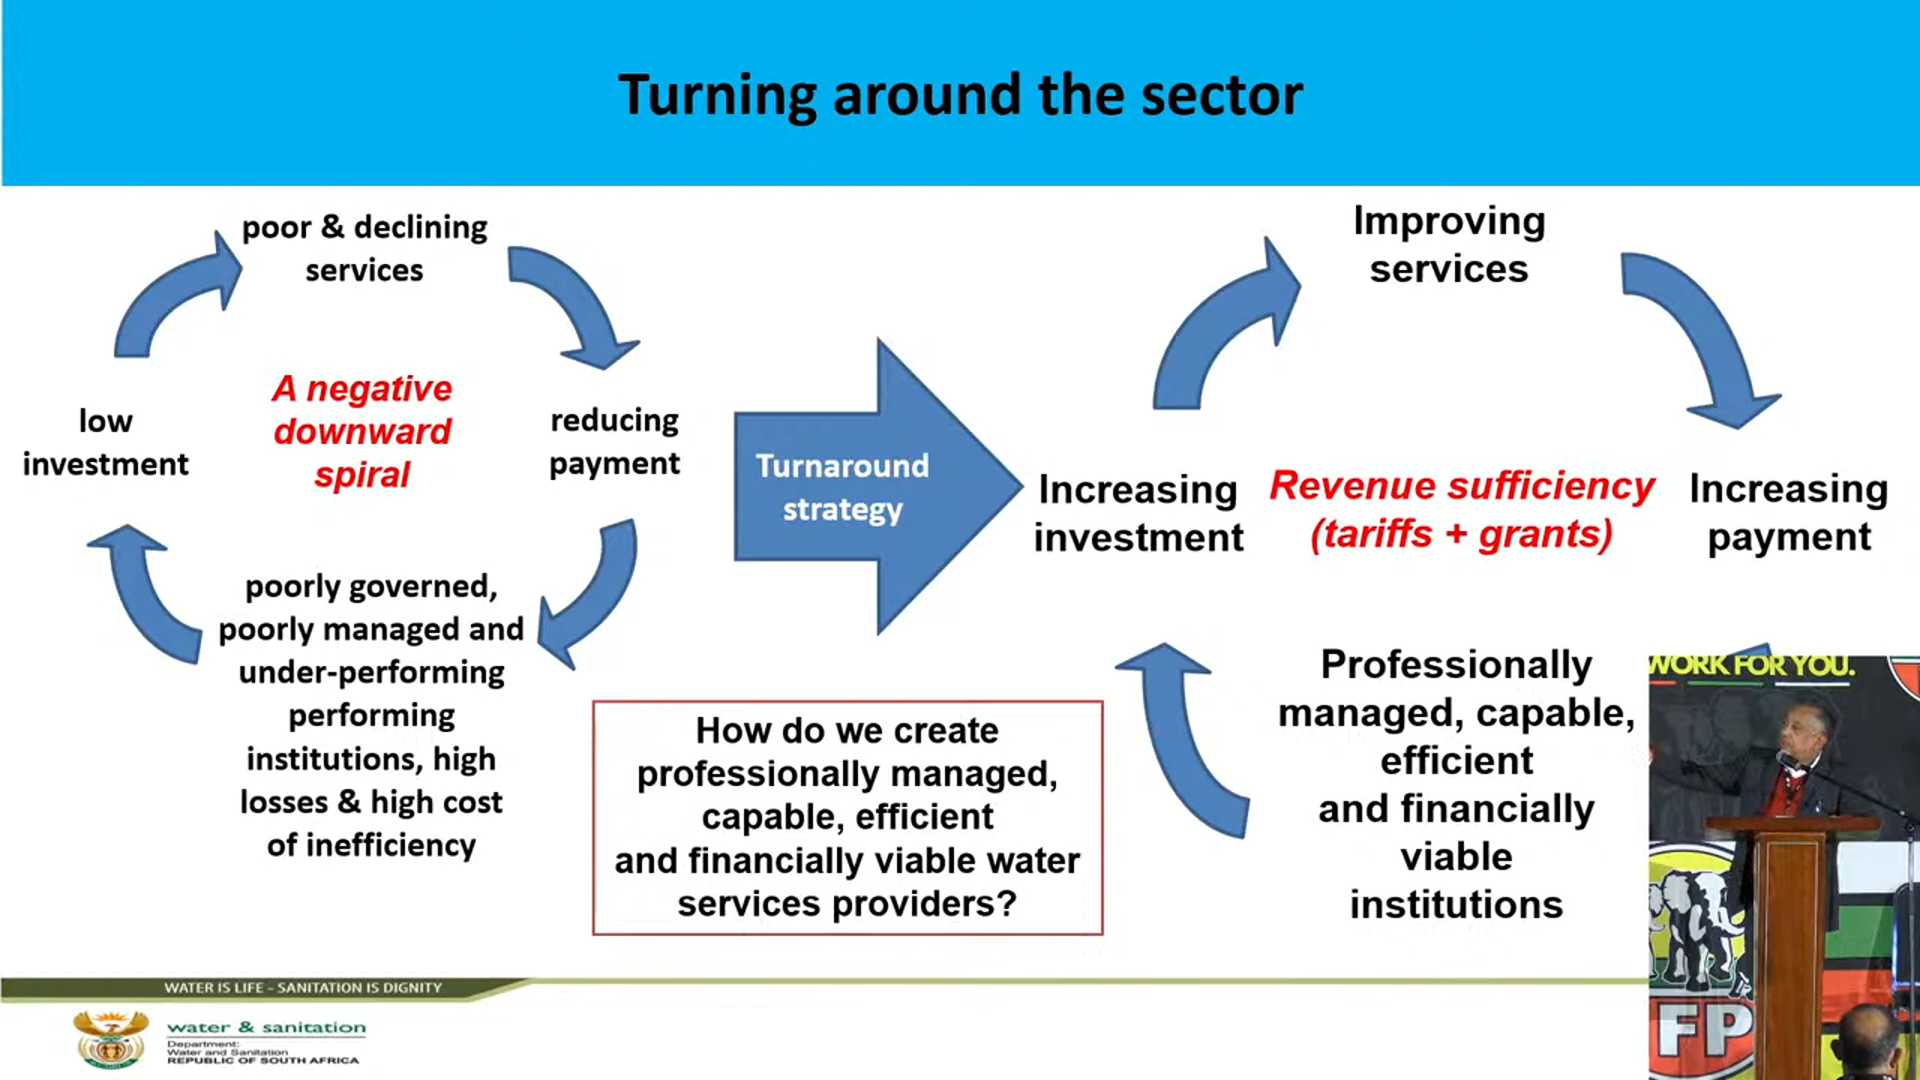 Turning around the sector
poor & declining
services
low
investment
A negative
downward
spiral
reducing
payment
poorly governed,
poorly managed and
under-performing
performing
institutions, high
losses & high cost
of inefficiency
Turnaround
strategy
How do we create
professionally managed,
capable, efficient
and financially viable water
services providers?
Improving
services
Increasing
investment
Revenue sufficiency
(tariffs + grants)
Increasing
payment
Professionally
managed, capable,
efficient
and financially
viable
institutions
WORK FOR YOU.
FP
WATER IS LIFE - SANITATION IS DIGNITY
water & sanitation
Department:
Water and Sanitation
REPUBLIC OF SOUTH AFRICA